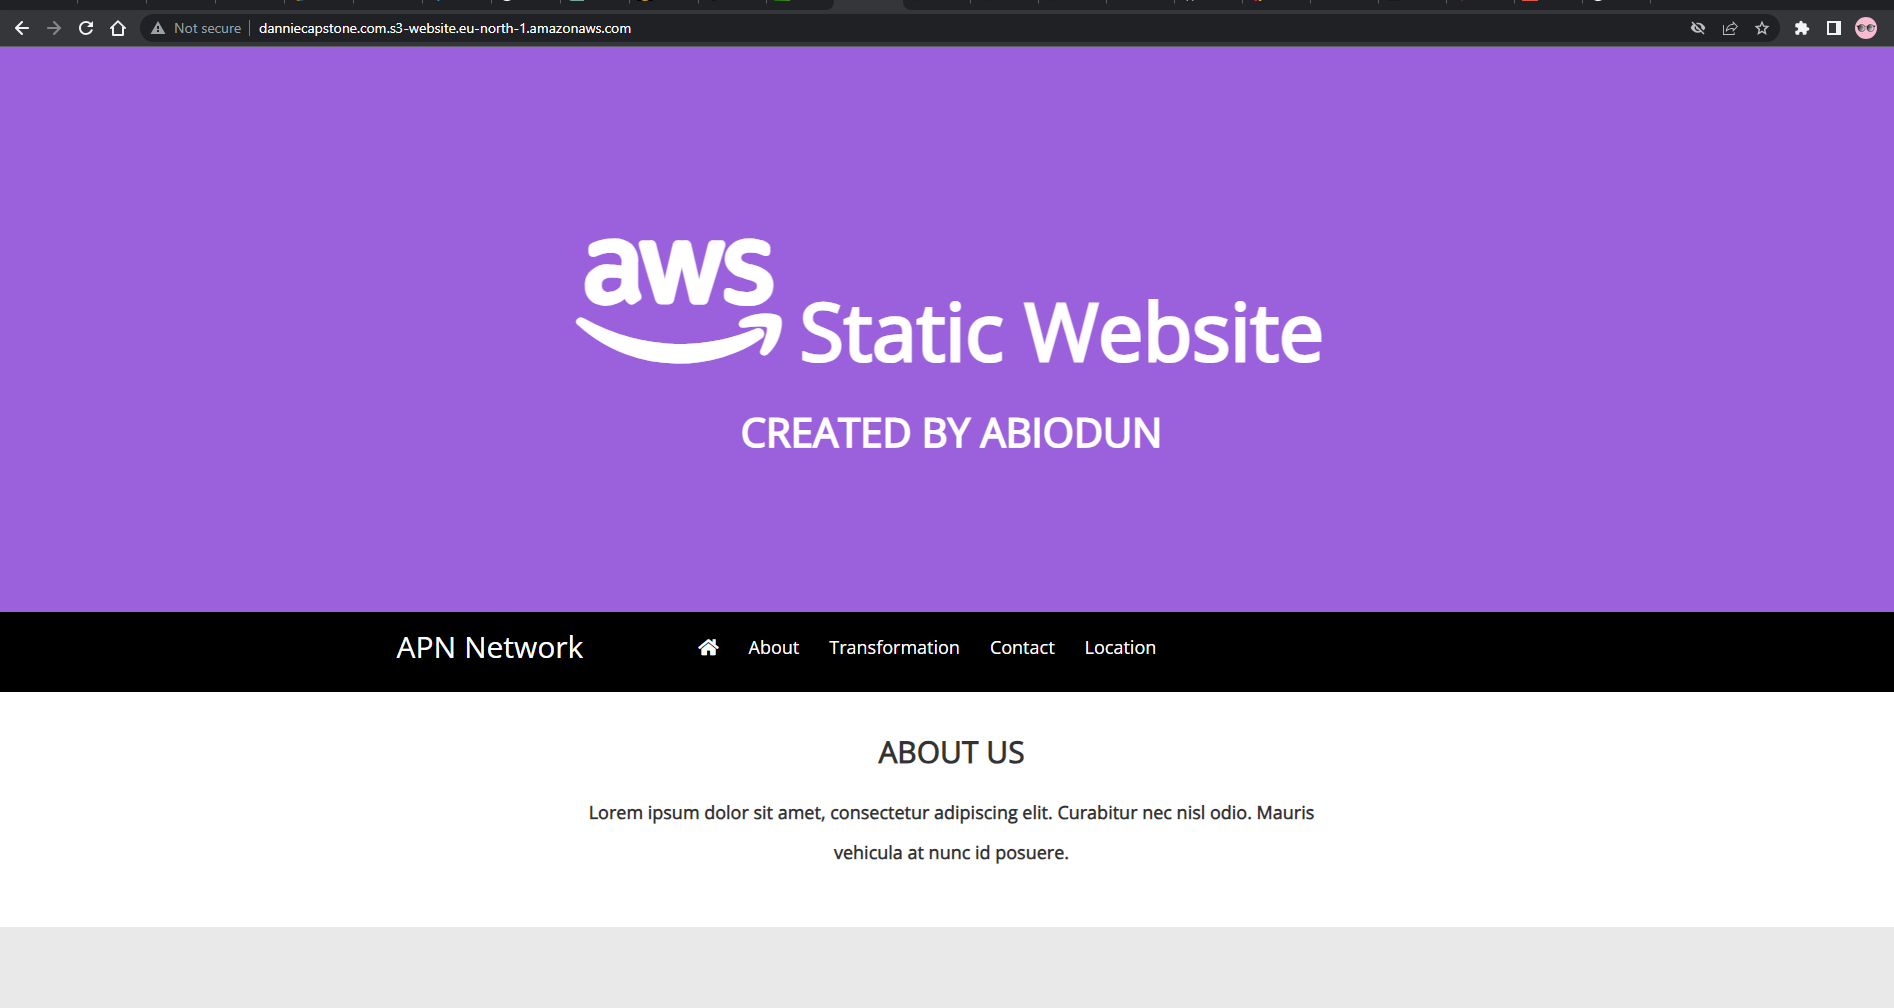 Not secure danniecapstone.com.s3-website.eu-north-1.amazonaws.com
aws Static Website
CREATED BY ABIODUN
APN Network About Transformation Contact Location
ABOUT US
Lorem ipsum dolor sit amet, consectetur adipiscing elit. Curabitur nec nisl odio. Mauris
vehicula at nunc id posuere.